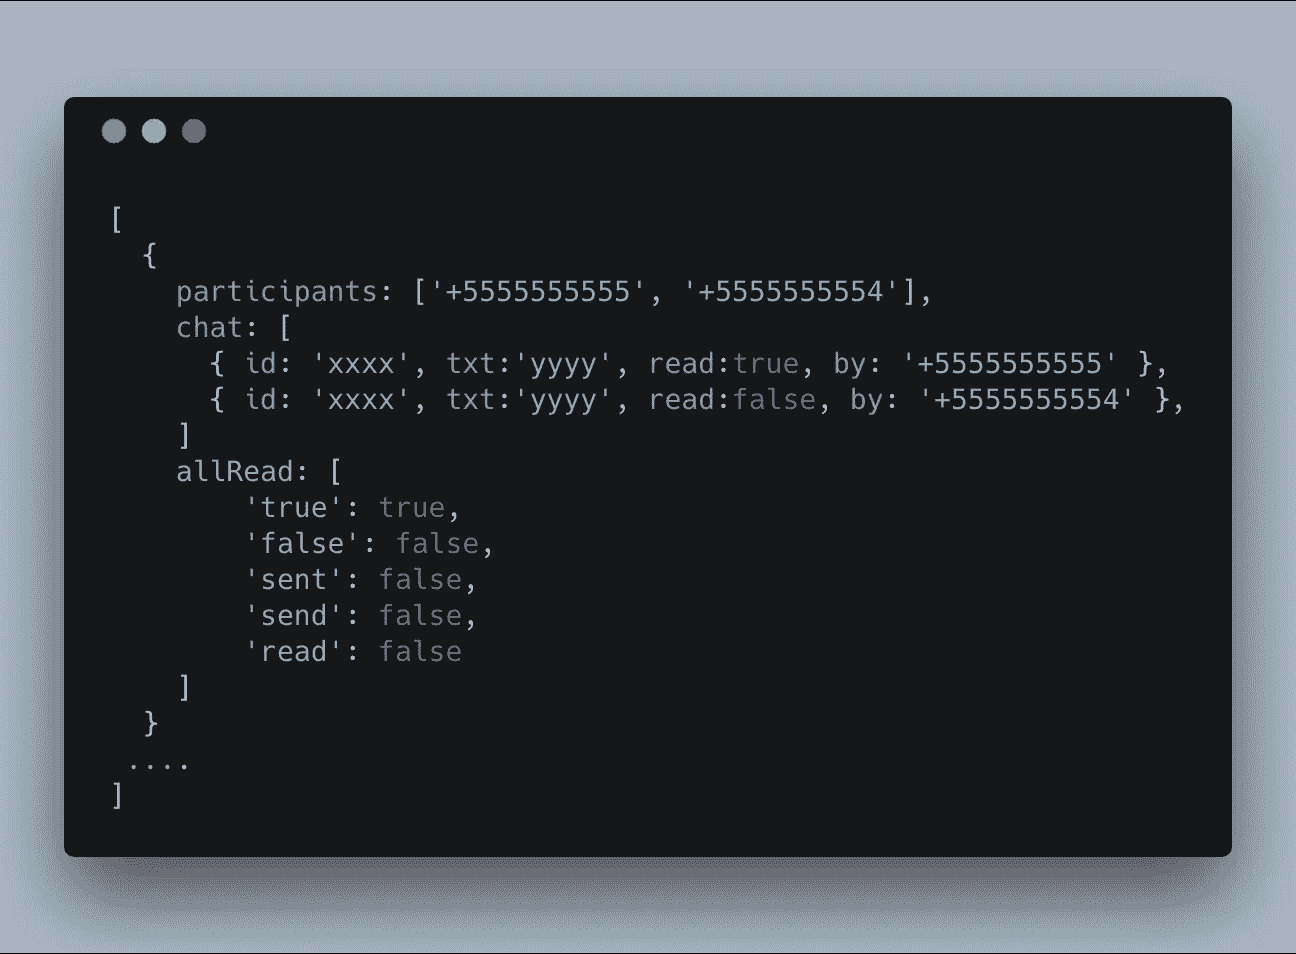 [
  {
    participants: ['+5555555555', '+5555555554'],
    chat: [
      { id: 'xxxx', txt:'yyyy', read:true, by: '+5555555555' },
      { id: 'xxxx', txt:'yyyy', read:false, by: '+5555555554' },
    ]
    allRead: [
        'true': true,
        'false': false,
        'sent': false,
        'send': false,
        'read': false
    ]
  }
 ....
]